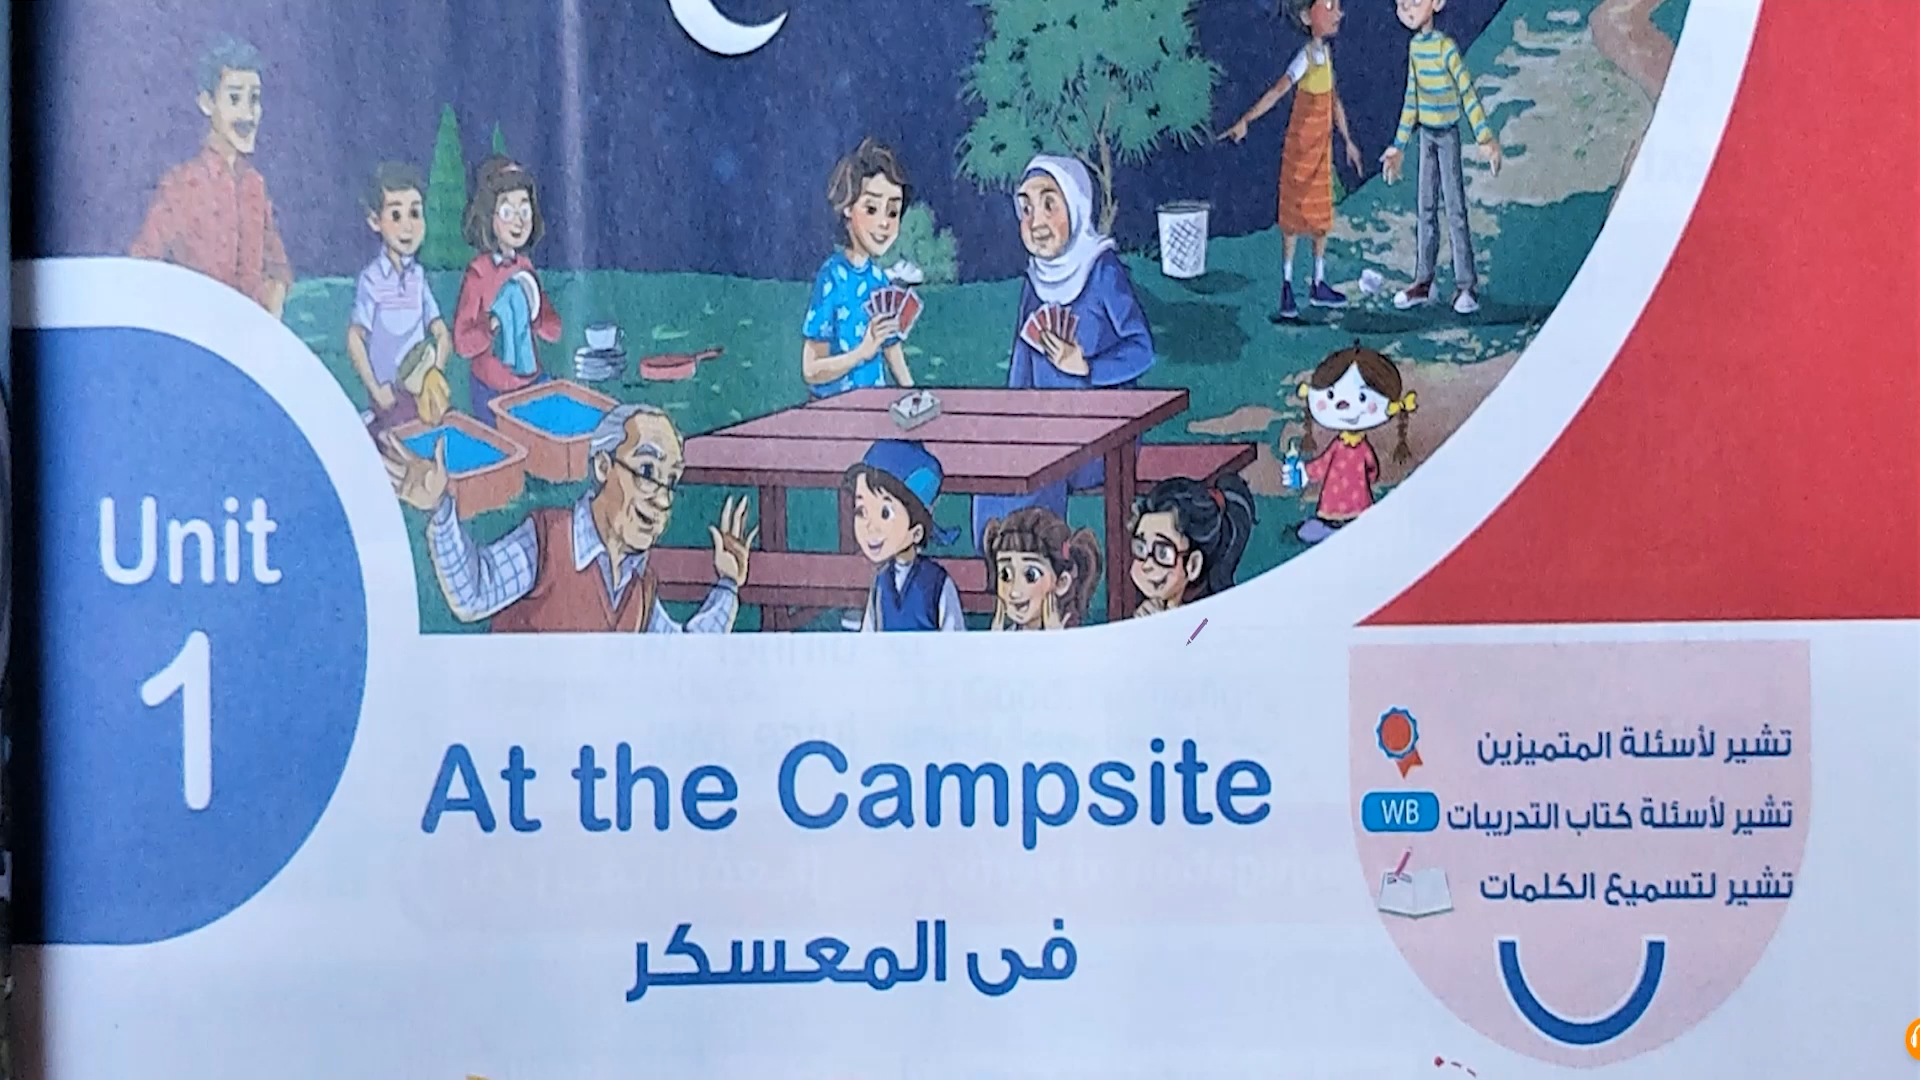 Unit
1
At the Campsite
فى المعسكر
تشير لأسئلة المتميزين
WB تشير لأسئلة كتاب التدريبات
تشير لتسميع الكلمات